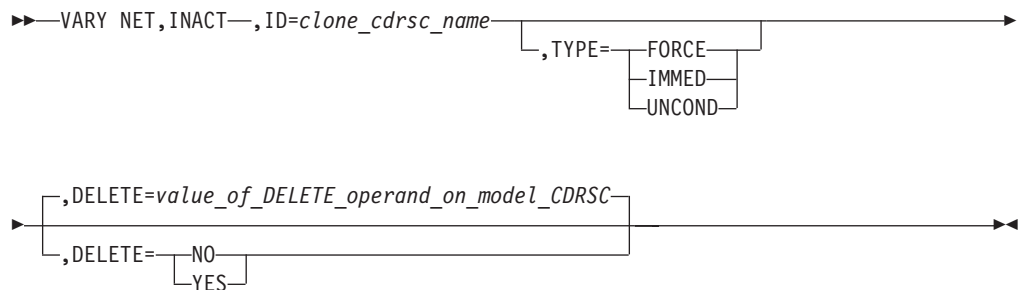 VARY NET,INACT ,ID=clone_cdrsc_name
,TYPE= FORCE
IMMED
UNCOND
,DELETE=value_of_DELETE_operand_on_model_CDRSC
,DELETE= NO
YES